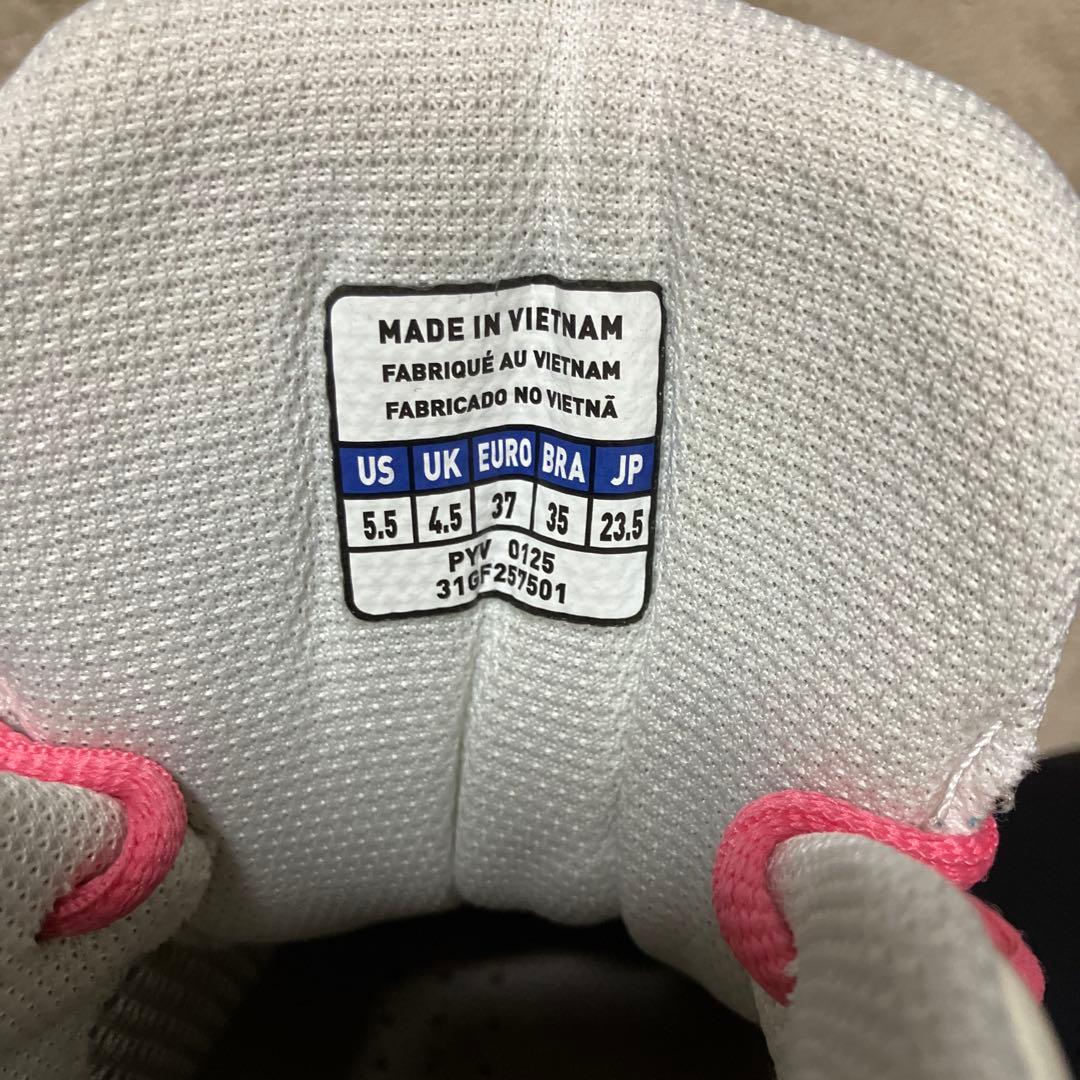 MADE IN VIETNAM
FABRIQUÉ AU VIETNAM
FABRICADO NO VIETNÃ
US UK EURO BRA JP
5.5 4.5 37 35 23.5
PYV 0125
31GF257501